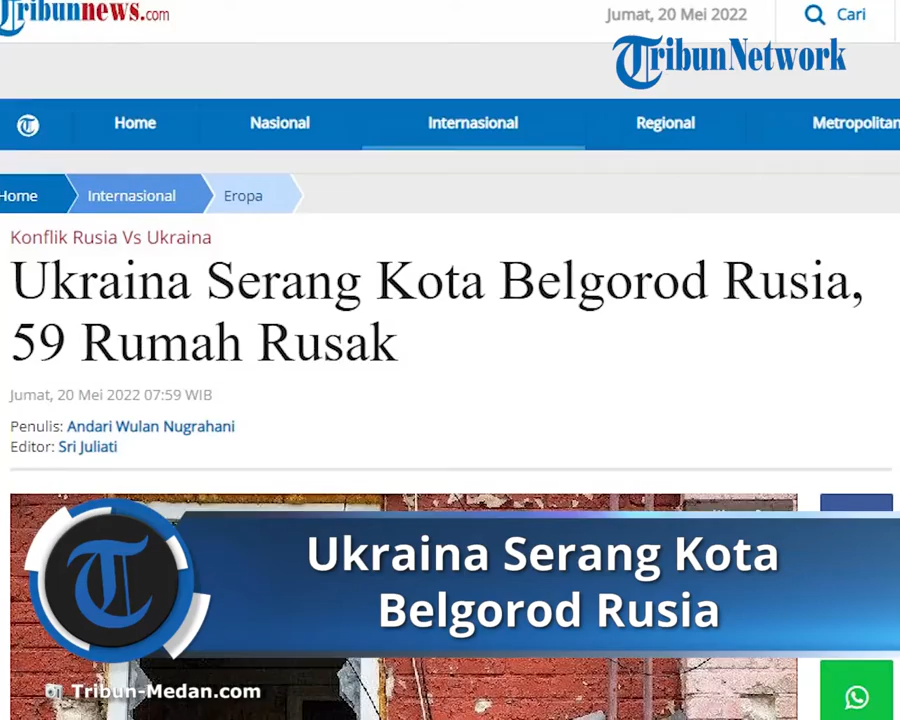 Tribunnews.com
Jumat, 20 Mei 2022
Cari
TribunNetwork
Home
Nasional
Internasional
Regional
Metropolitan
Home
Internasional
Eropa
Konflik Rusia Vs Ukraina
Ukraina Serang Kota Belgorod Rusia,
59 Rumah Rusak
Jumat, 20 Mei 2022 07:59 WIB
Penulis: Andari Wulan Nugrahani
Editor: Sri Juliati
Ukraina Serang Kota
Belgorod Rusia
Tribun-Medan.com